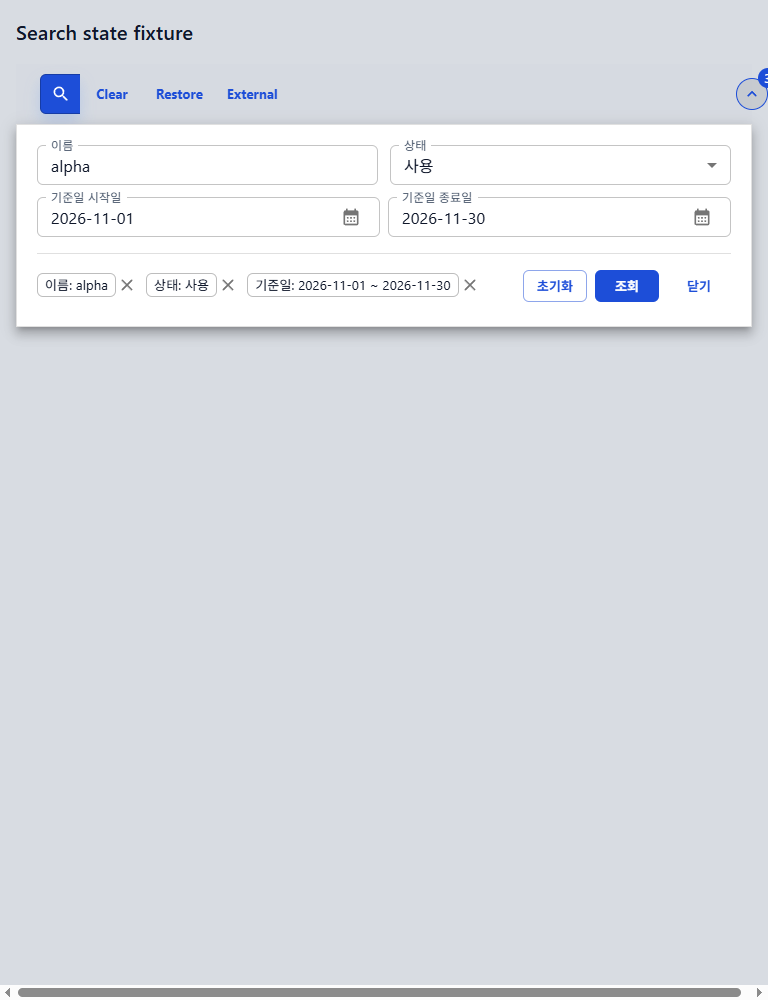 Search state fixture
Clear Restore External
이름 상태
alpha 사용
기준일 시작일 기준일 종료일
2026-11-01 2026-11-30
이름: alpha 상태: 사용 기준일: 2026-11-01 ~ 2026-11-30 초기화 조회 닫기